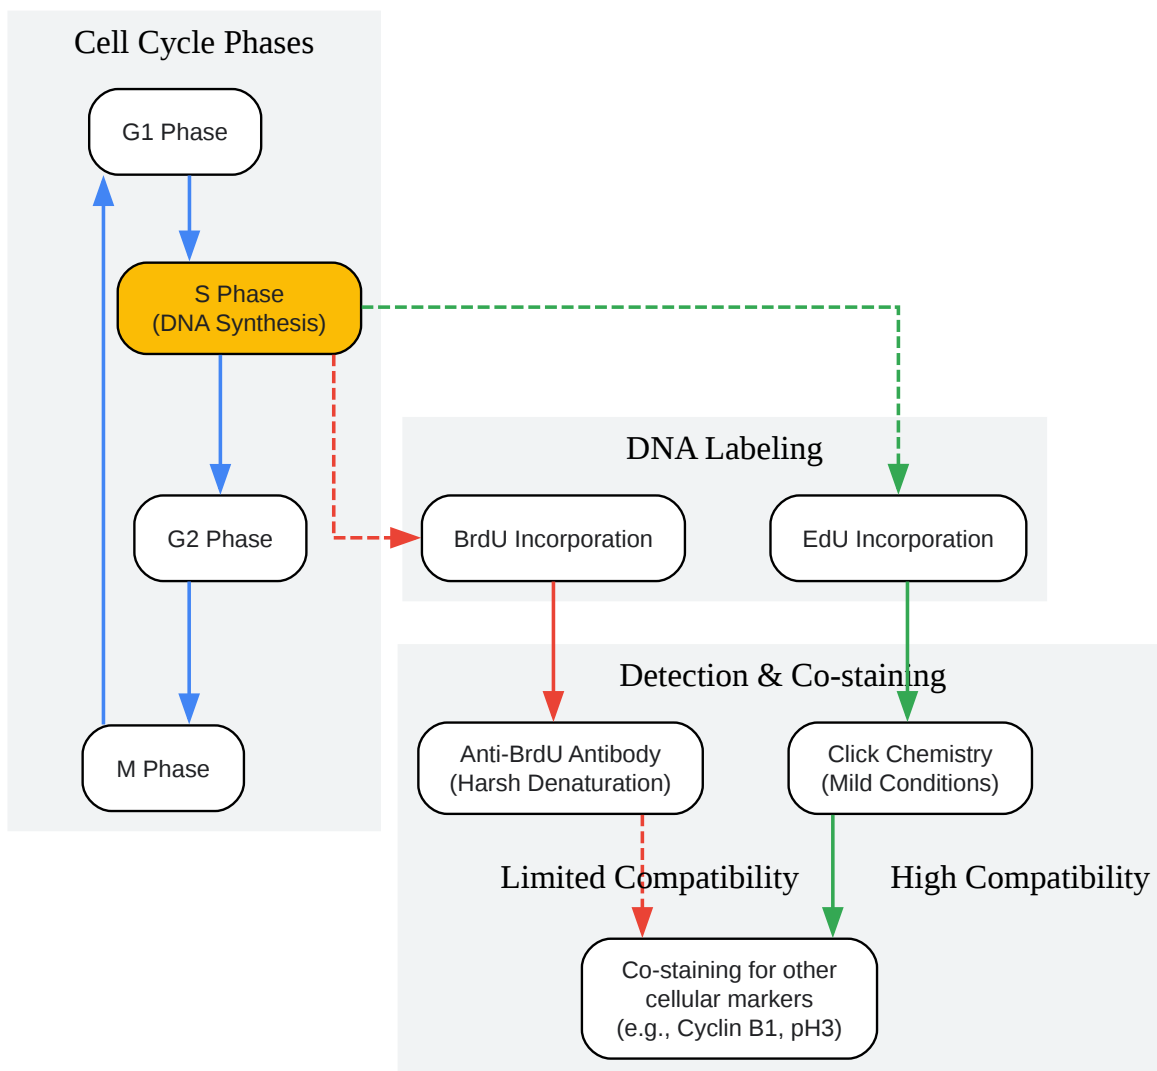 Cell Cycle Phases
G1 Phase
S Phase
(DNA Synthesis)
G2 Phase
M Phase
DNA Labeling
BrdU Incorporation
EdU Incorporation
Detection & Co-staining
Anti-BrdU Antibody
(Harsh Denaturation)
Click Chemistry
(Mild Conditions)
Limited Compatibility
High Compatibility
Co-staining for other
cellular markers
(e.g., Cyclin B1, pH3)